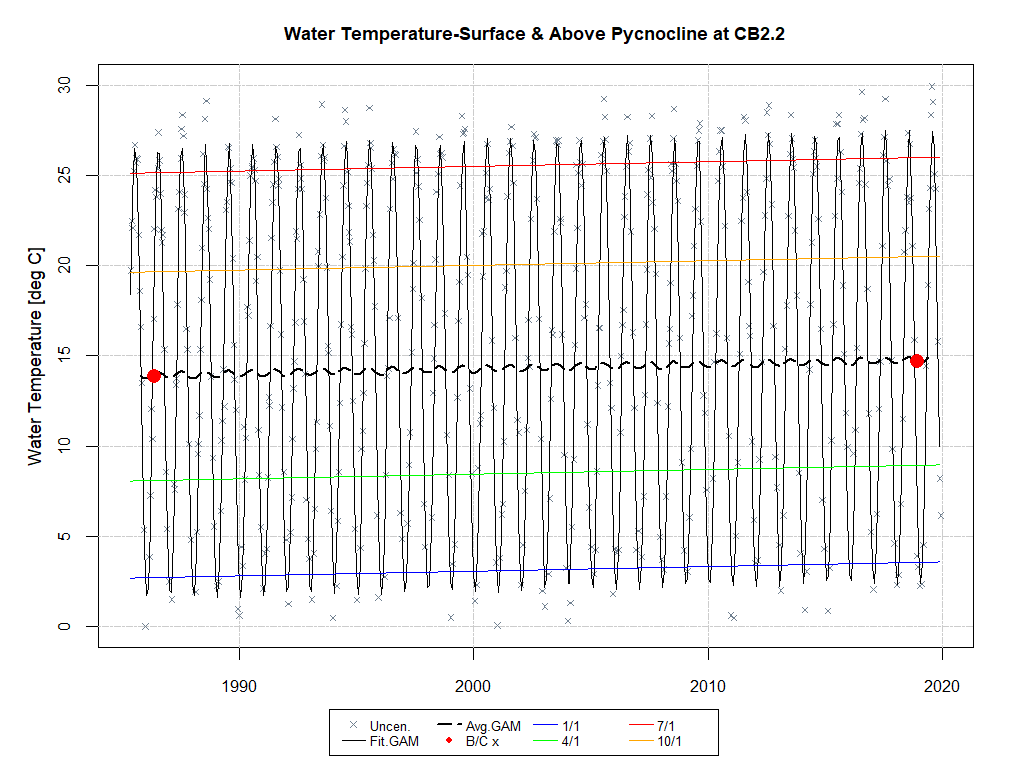 Water Temperature-Surface & Above Pycnocline at CB2.2
Water Temperature [deg C]
30
25
20
15
10
5
0
1990 2000 2010 2020
Uncen. Avg.GAM 1/1 7/1
Fit.GAM B/C x 4/1 10/1